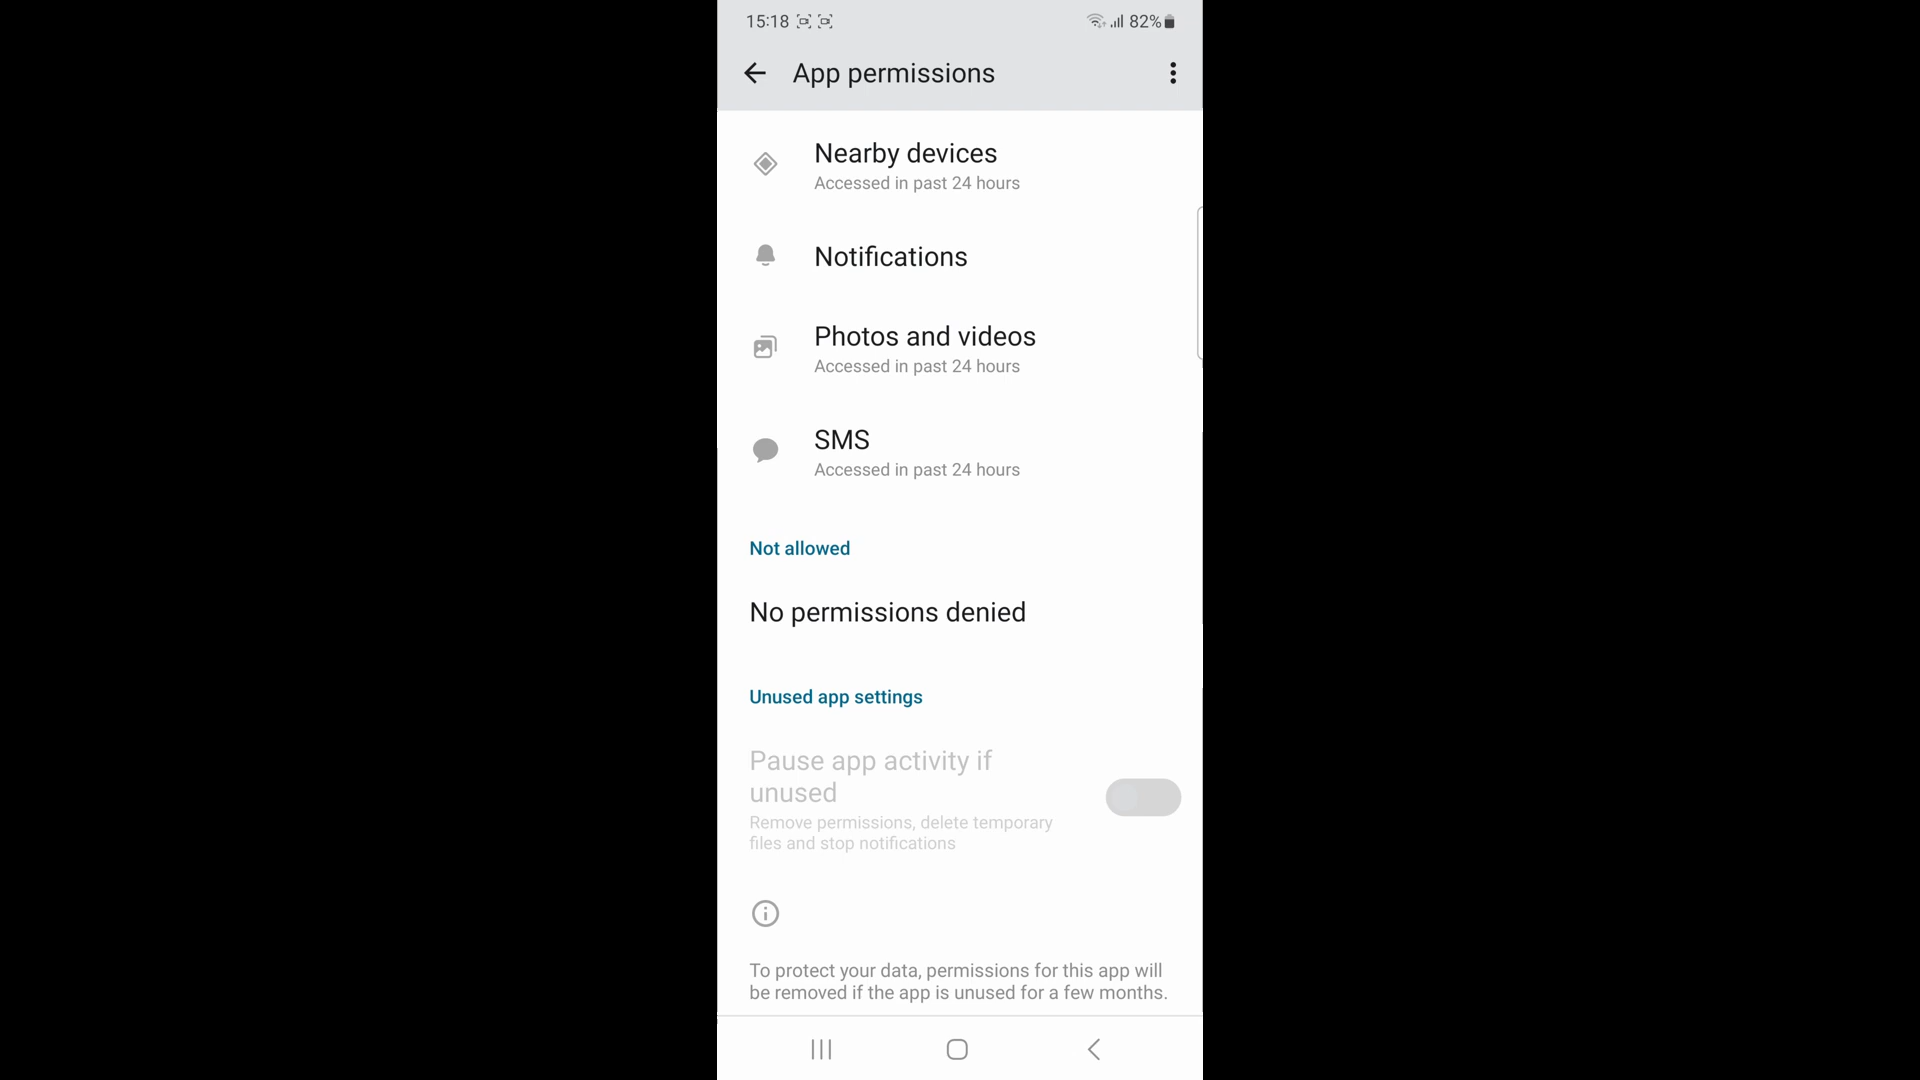 15:18 82%
App permissions
Nearby devices
Accessed in past 24 hours
Notifications
Photos and videos
Accessed in past 24 hours
SMS
Accessed in past 24 hours
Not allowed
No permissions denied
Unused app settings
Pause app activity if
unused
Remove permissions, delete temporary
files and stop notifications
To protect your data, permissions for this app will
be removed if the app is unused for a few months.